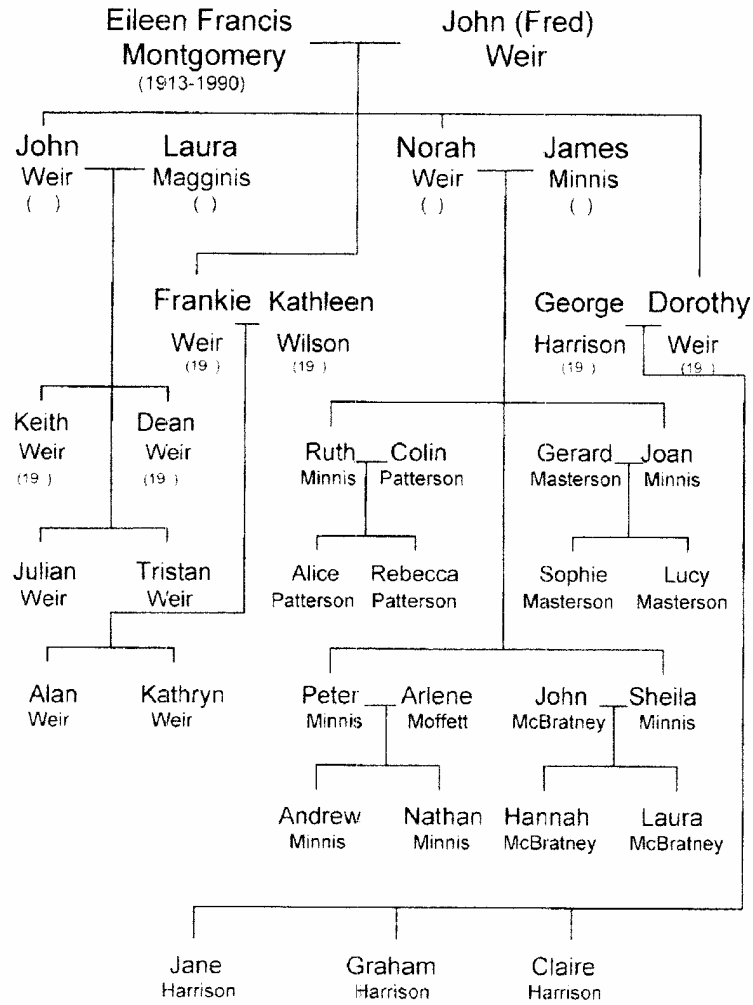 Eileen Francis John (Fred)
Montgomery Weir
(1913-1990)
John Laura Norah James
Weir Magginis Weir Minnis
( ) ( ) ( ) ( )
Frankie Kathleen George Dorothy
Weir Wilson Harrison Weir
(19 ) (19 ) (19 ) (19 )
Keith Dean Ruth Colin Gerard Joan
Weir Weir Minnis Patterson Masterson Minnis
(19 ) (19 )
Julian Tristan Alice Rebecca Sophie Lucy
Weir Weir Patterson Patterson Masterson Masterson
Alan Kathryn Peter Arlene John Sheila
Weir Weir Minnis Moffett McBratney Minnis
Andrew Nathan Hannah Laura
Minnis Minnis McBratney McBratney
Jane Graham Claire
Harrison Harrison Harrison